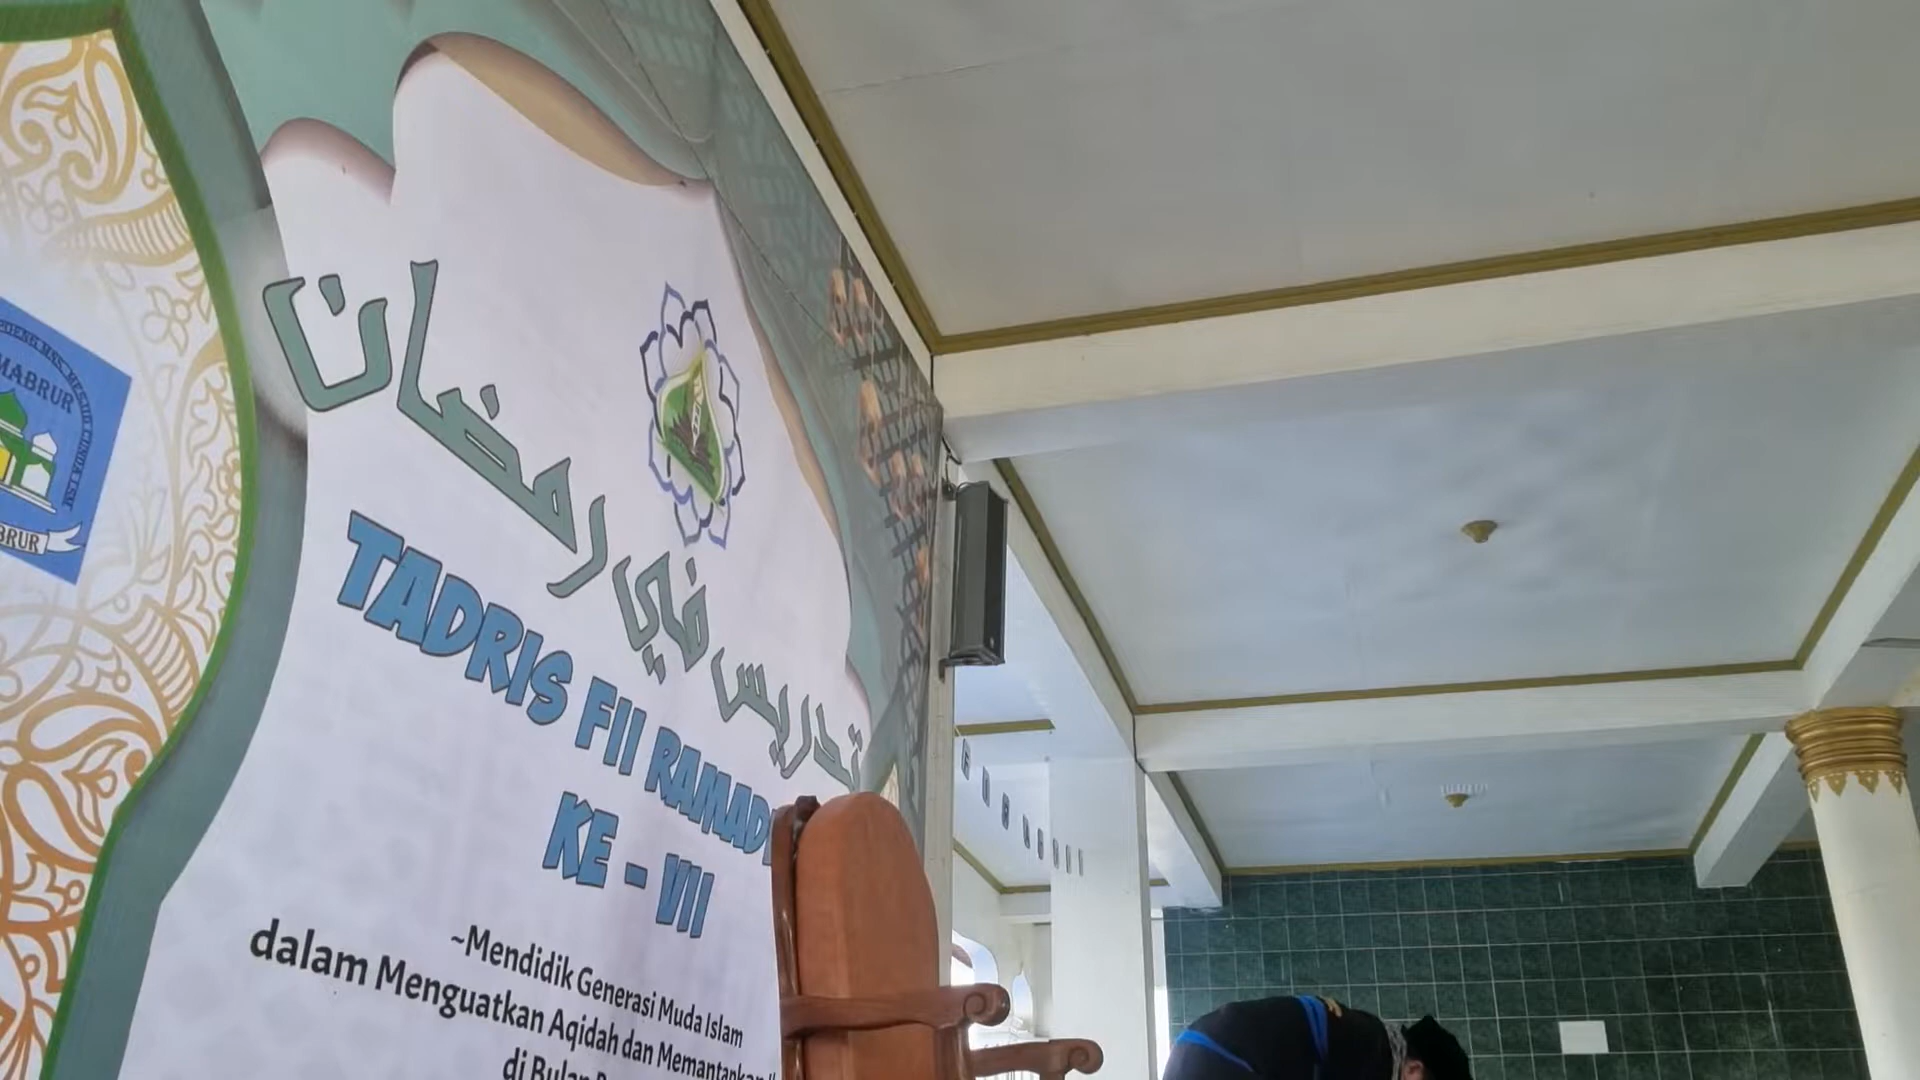 تدريس في رمضان
TADRIS FII RAMAD
KE - VII
~Mendidik Generasi Muda Islam
dalam Menguatkan Aqidah dan Memantapkan
di Bulan
MABRUR
BRUR